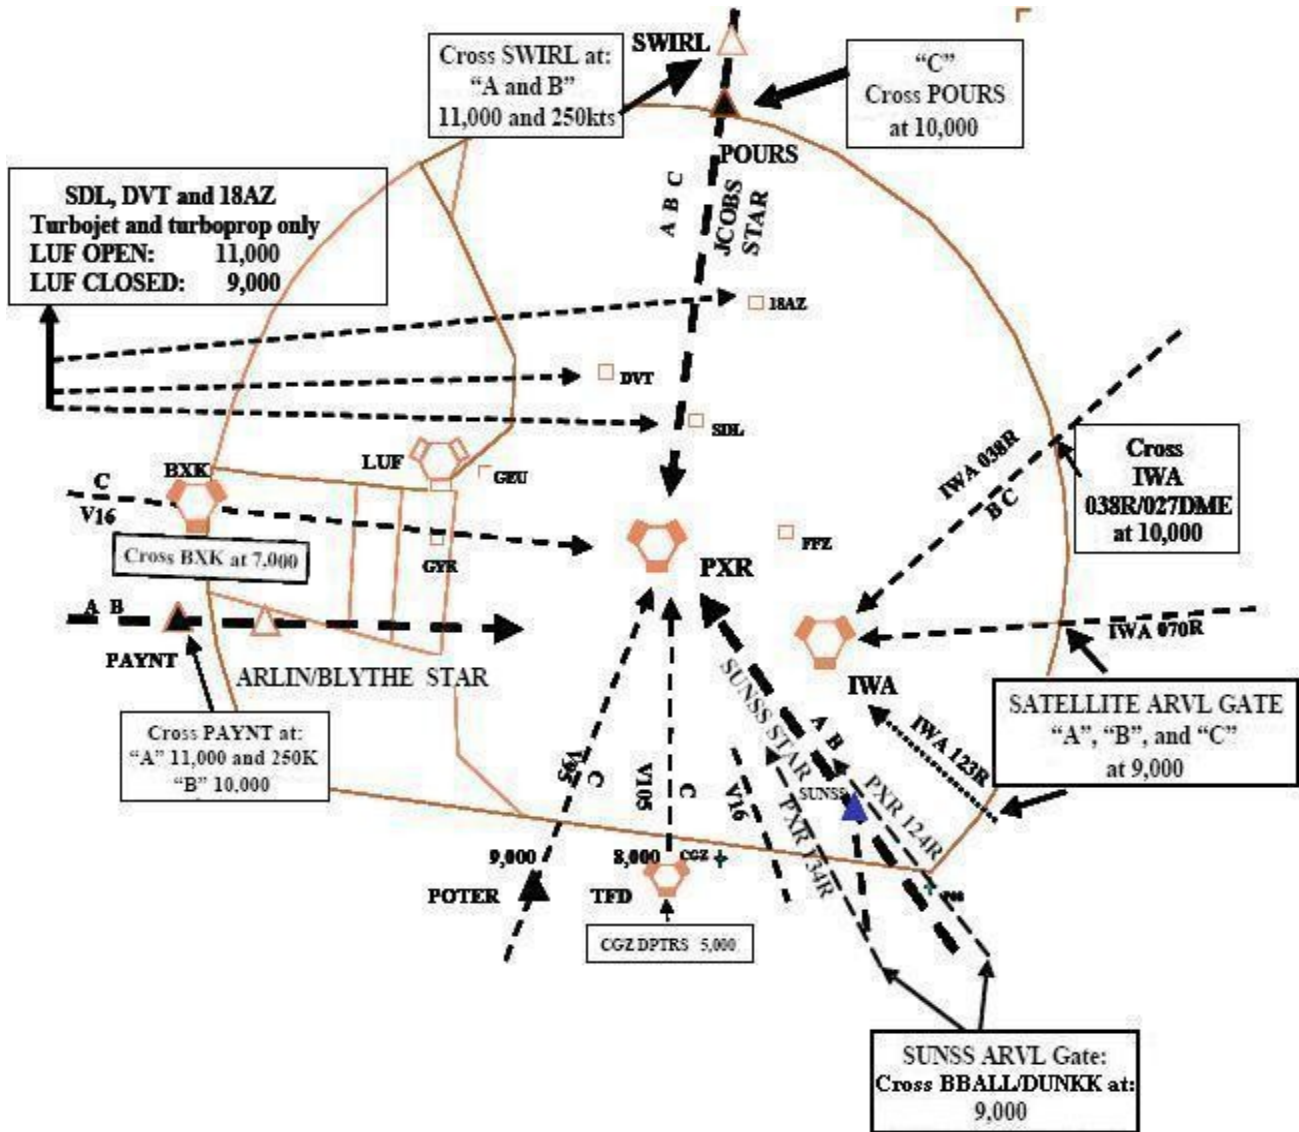 SWIRL
Cross SWIRL at:
“A and B”
11,000 and 250kts
“C”
Cross POURS
at 10,000
POURS
A B C
JCOBS
STAR
SDL, DVT and 18AZ
Turbojet and turboprop only
LUF OPEN: 11,000
LUF CLOSED: 9,000
18AZ
DVT
SDL
LUF
GEU
BXK
C
V16
Cross BXK at 7,000
GYR
PXR
FFZ
IWA 038R
B C
Cross
IWA
038R/027DME
at 10,000
A B
PAYNT
ARLIN/BLYTHE STAR
IWA 070R
IWA
SATELLITE ARVL GATE
“A”, “B”, and “C”
at 9,000
IWA 123R
Cross PAYNT at:
“A” 11,000 and 250K
“B” 10,000
SUNSS STAR
A B
SUNSS
PXR 124R
PXR 134R
V95
C
V105
C
V16
9,000
8,000
CGZ
POTER
TFD
CGZ DPTRS 5,000
SUNSS ARVL Gate:
Cross BBALL/DUNKK at:
9,000